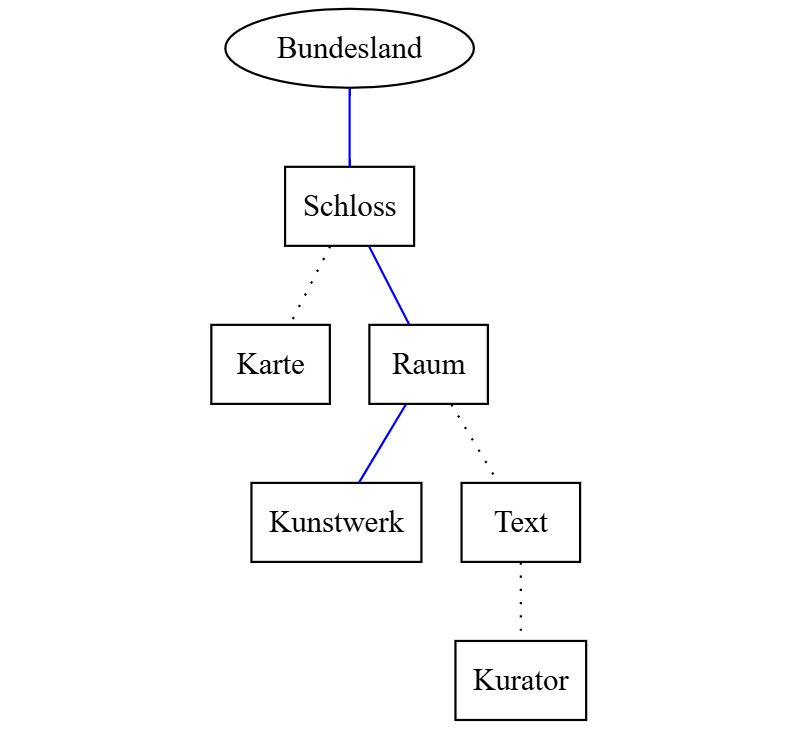 Bundesland
Schloss
Karte
Raum
Kunstwerk
Text
Kurator